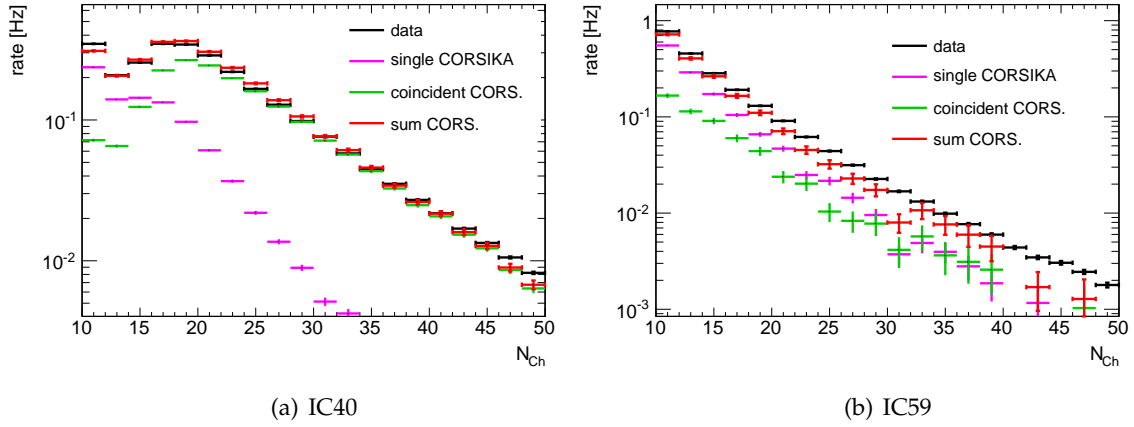 rate [Hz]
data
single CORSIKA
coincident CORS.
sum CORS.
10⁻¹
10⁻²
10 15 20 25 30 35 40 45 50
N_Ch
(a) IC40
rate [Hz]
1
data
single CORSIKA
coincident CORS.
sum CORS.
10⁻¹
10⁻²
10⁻³
10 15 20 25 30 35 40 45 50
N_Ch
(b) IC59